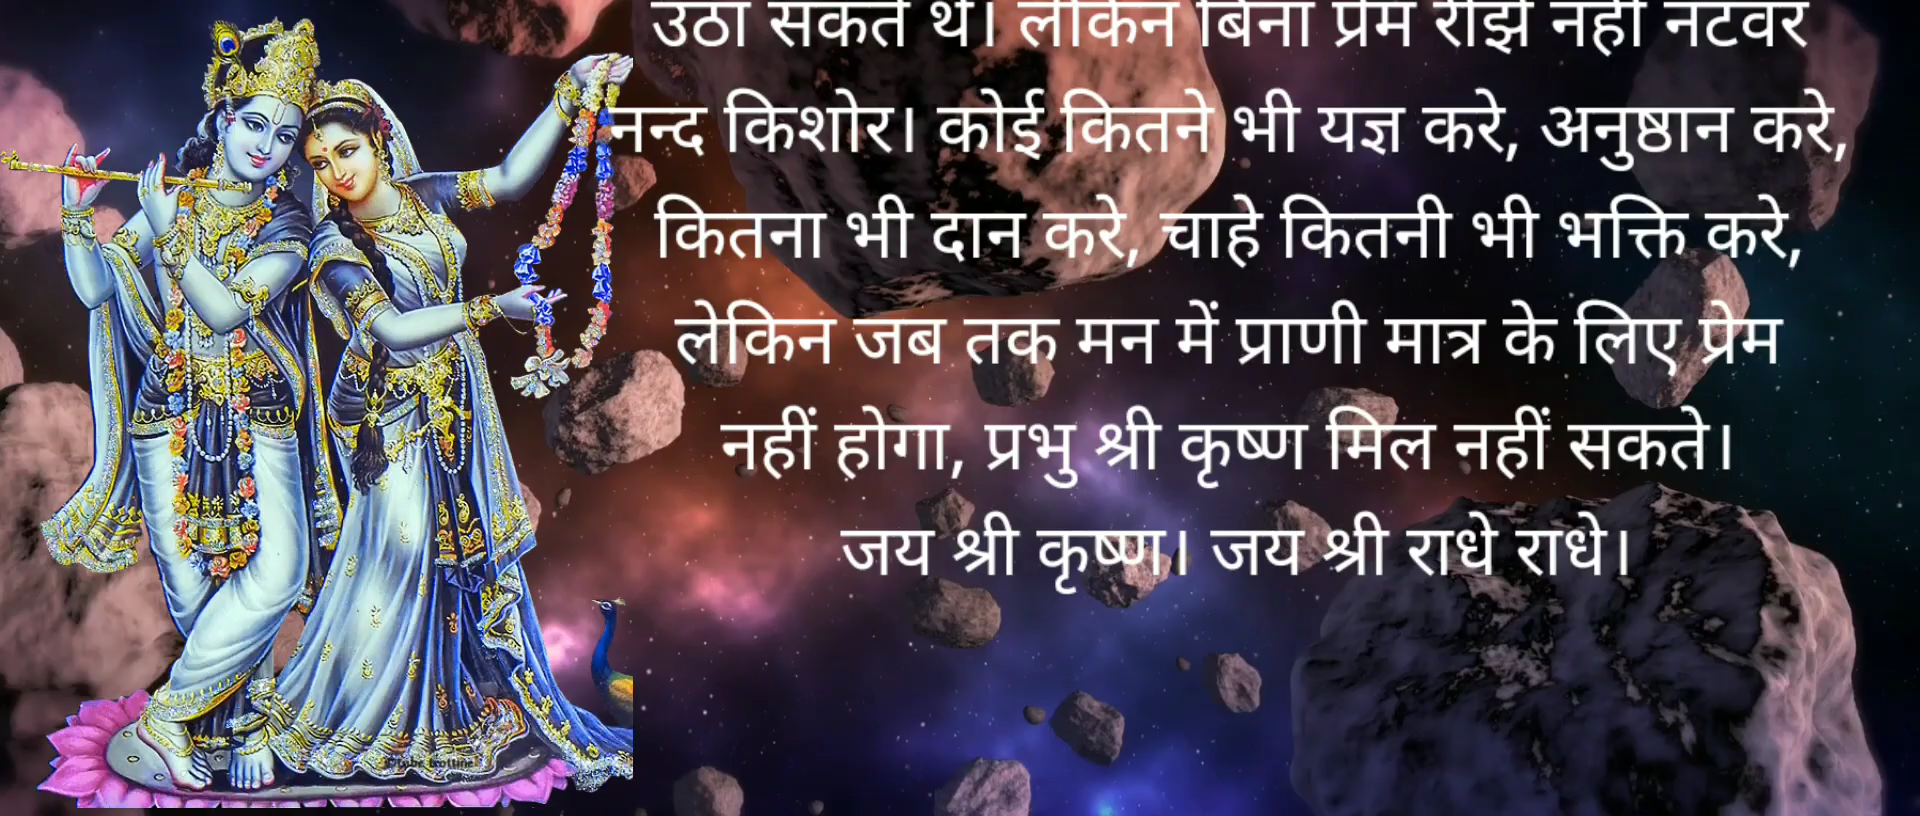 उठा सकते थे। लेकिन बिना प्रेम रीझे नहीं नटवर
नन्द किशोर। कोई कितने भी यज्ञ करे, अनुष्ठान करे,
कितना भी दान करे, चाहे कितनी भी भक्ति करे,
लेकिन जब तक मन में प्राणी मात्र के लिए प्रेम
नहीं होगा, प्रभु श्री कृष्ण मिल नहीं सकते।
जय श्री कृष्ण। जय श्री राधे राधे।